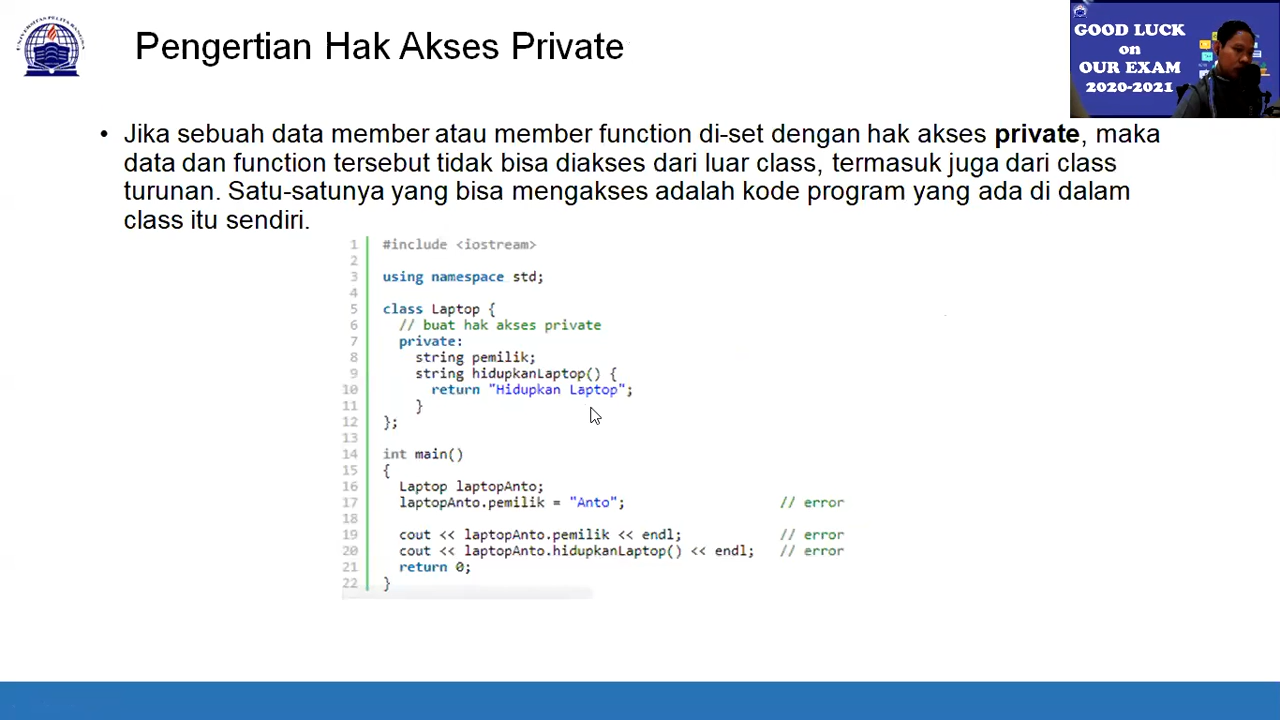 UNIVERSITAS PELITA BANGSA
Pengertian Hak Akses Private
GOOD LUCK
on
OUR EXAM
2020-2021
• Jika sebuah data member atau member function di-set dengan hak akses private, maka
data dan function tersebut tidak bisa diakses dari luar class, termasuk juga dari class
turunan. Satu-satunya yang bisa mengakses adalah kode program yang ada di dalam
class itu sendiri.
1 #include <iostream>
2
3 using namespace std;
4
5 class Laptop {
6 // buat hak akses private
7 private:
8 string pemilik;
9 string hidupkanLaptop() {
10 return "Hidupkan Laptop";
11 }
12 };
13
14 int main()
15 {
16 Laptop laptopAnto;
17 laptopAnto.pemilik = "Anto"; // error
18
19 cout << laptopAnto.pemilik << endl; // error
20 cout << laptopAnto.hidupkanLaptop() << endl; // error
21 return 0;
22 }